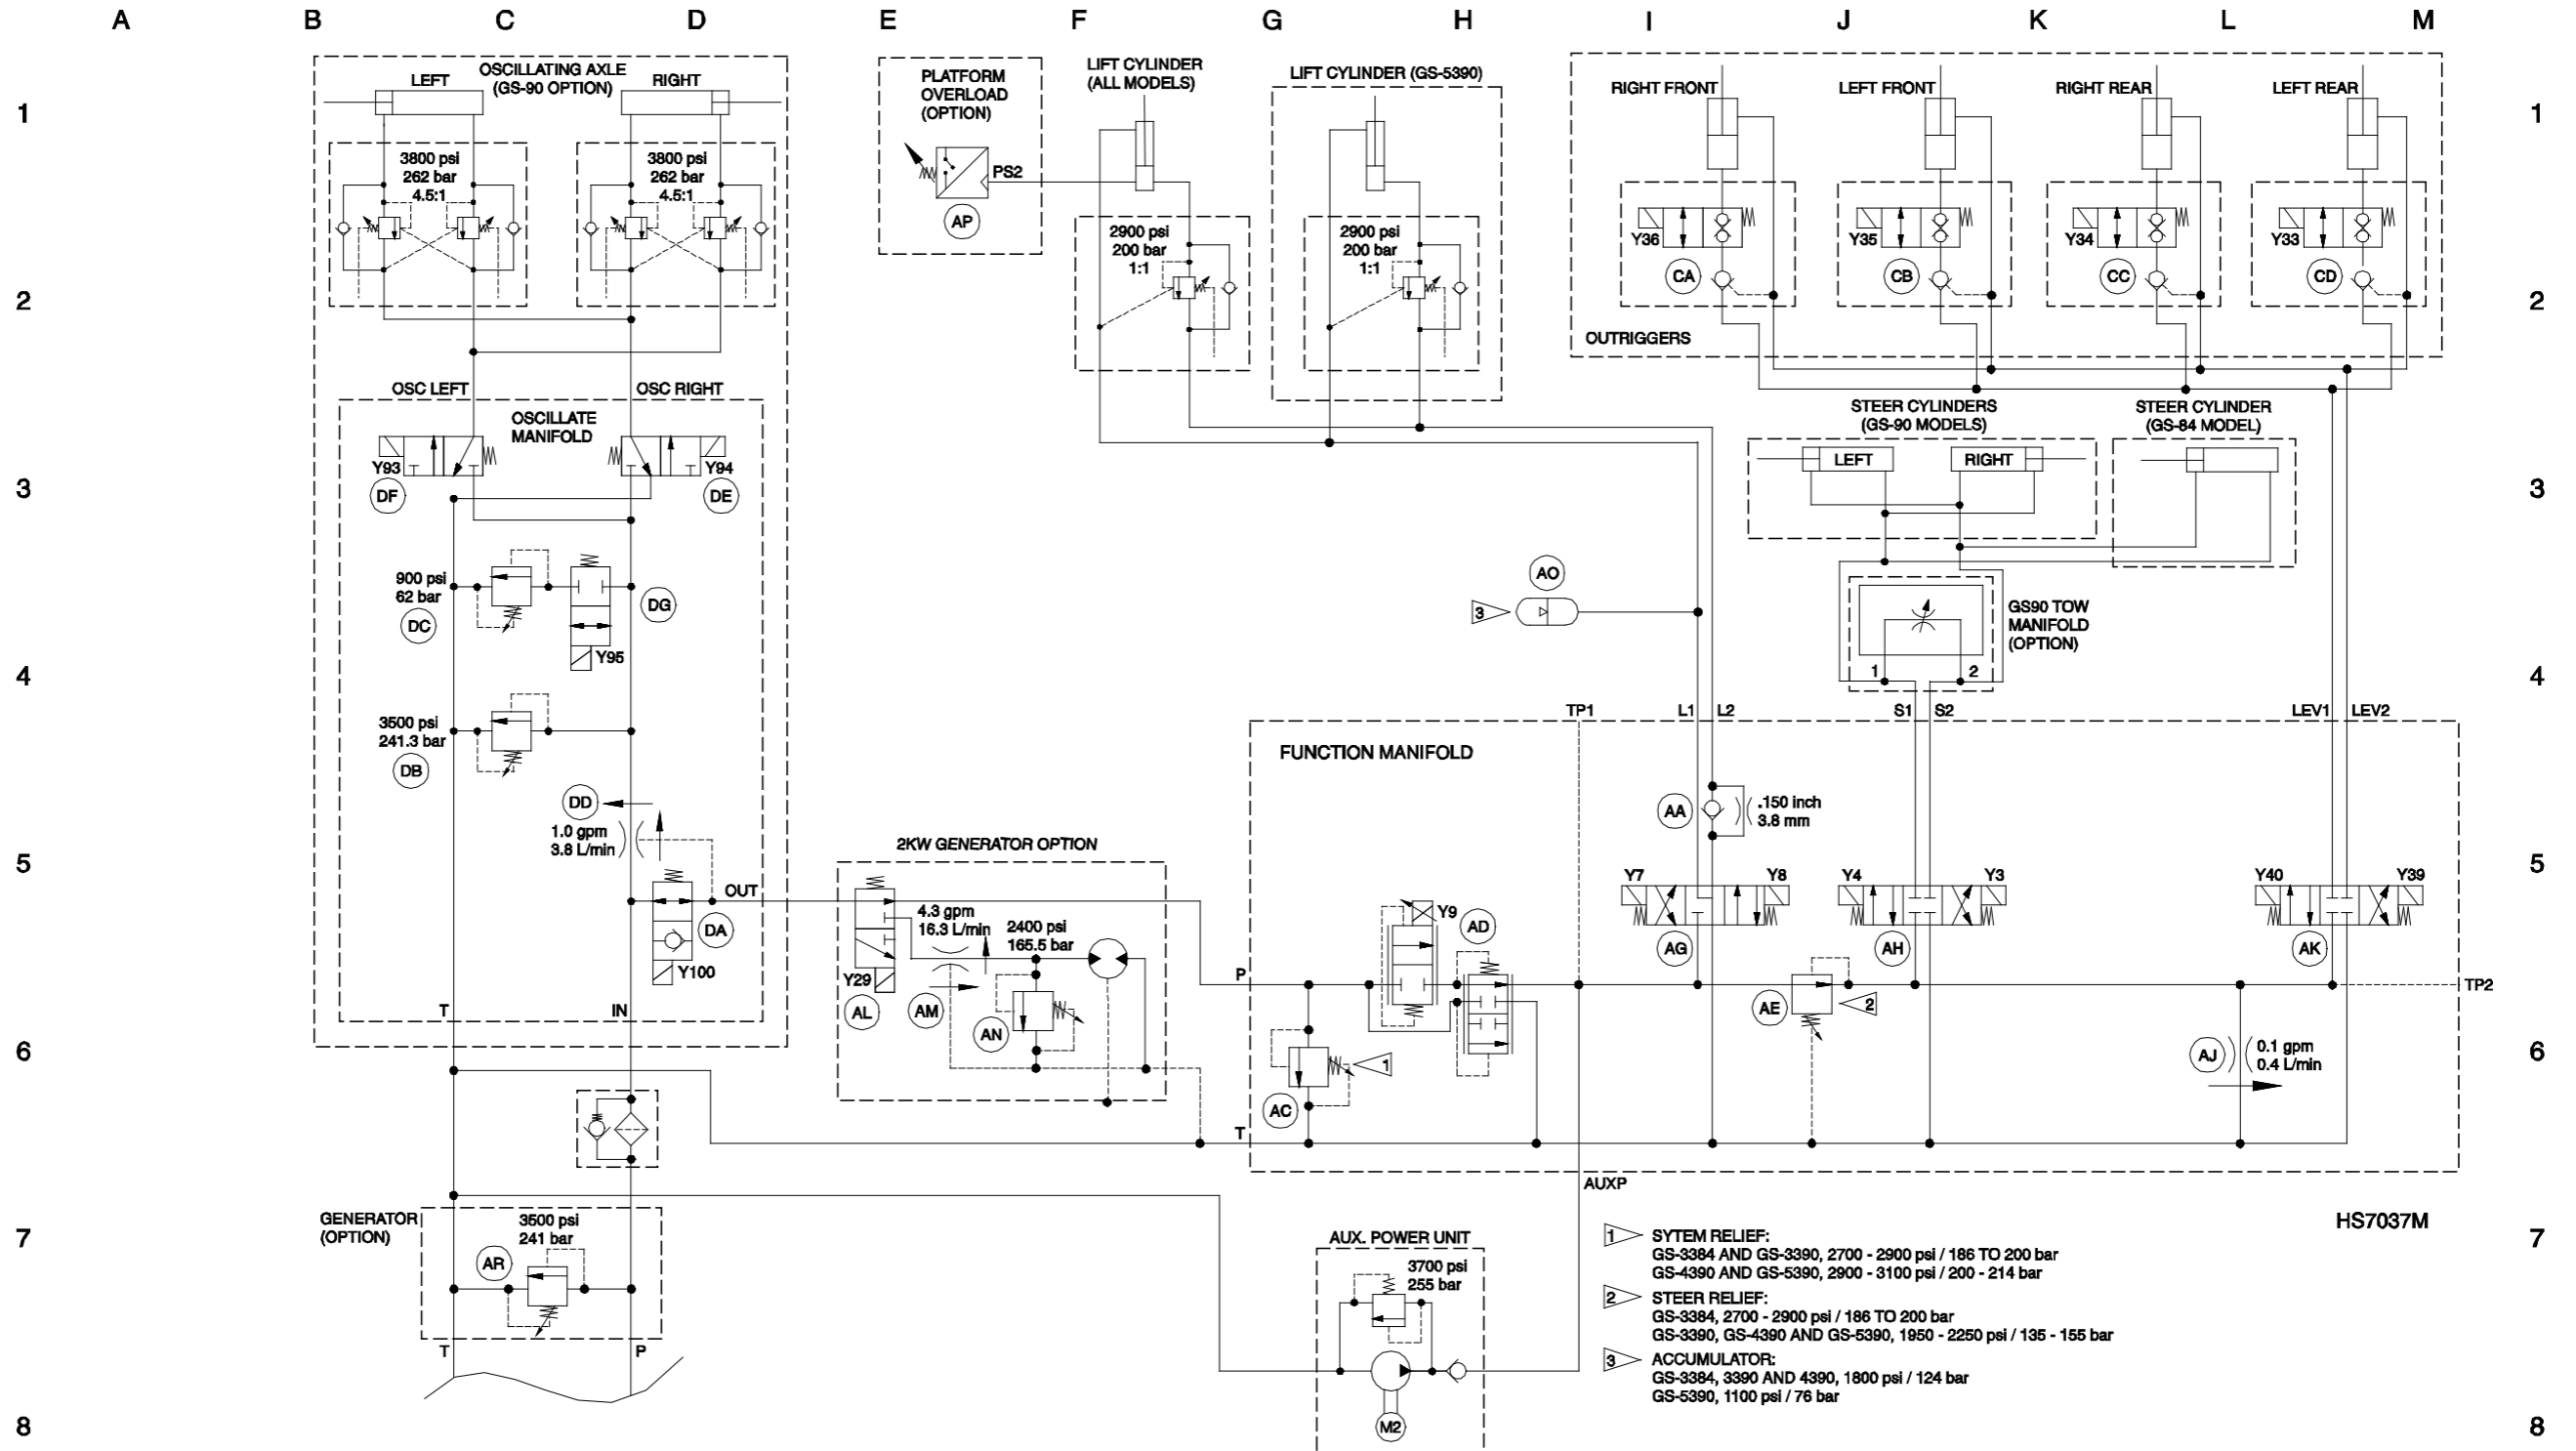 A B C D E F G H I J K L M
1
2
3
4
5
6
7
8
1
2
3
4
5
6
7
8
OSCILLATING AXLE
(GS-90 OPTION)
LEFT
RIGHT
3800 psi
262 bar
4.5:1
3800 psi
262 bar
4.5:1
OSC LEFT
OSC RIGHT
OSCILLATE
MANIFOLD
Y93
DF
Y94
DE
900 psi
62 bar
DC
DG
Y95
3500 psi
241.3 bar
DB
DD
1.0 gpm
3.8 L/min
OUT
DA
Y100
T
IN
GENERATOR
(OPTION)
3500 psi
241 bar
AR
T
P
PLATFORM
OVERLOAD
(OPTION)
PS2
AP
LIFT CYLINDER
(ALL MODELS)
2900 psi
200 bar
1:1
LIFT CYLINDER (GS-5390)
2900 psi
200 bar
1:1
2KW GENERATOR OPTION
4.3 gpm
16.3 L/min
2400 psi
165.5 bar
Y29
AL
AM
AN
RIGHT FRONT
LEFT FRONT
RIGHT REAR
LEFT REAR
Y36
CA
Y35
CB
Y34
CC
Y33
CD
OUTRIGGERS
STEER CYLINDERS
(GS-90 MODELS)
LEFT
RIGHT
STEER CYLINDER
(GS-84 MODEL)
AO
3
GS90 TOW
MANIFOLD
(OPTION)
1
2
TP1
L1
L2
S1
S2
LEV1
LEV2
FUNCTION MANIFOLD
AA
.150 inch
3.8 mm
Y7
Y8
AG
Y4
Y3
AH
Y40
Y39
AK
Y9
AD
P
AE
2
TP2
AC
1
AJ
0.1 gpm
0.4 L/min
T
AUXP
AUX. POWER UNIT
3700 psi
255 bar
M2
HS7037M
1 SYTEM RELIEF:
GS-3384 AND GS-3390, 2700 - 2900 psi / 186 TO 200 bar
GS-4390 AND GS-5390, 2900 - 3100 psi / 200 - 214 bar
2 STEER RELIEF:
GS-3384, 2700 - 2900 psi / 186 TO 200 bar
GS-3390, GS-4390 AND GS-5390, 1950 - 2250 psi / 135 - 155 bar
3 ACCUMULATOR:
GS-3384, 3390 AND 4390, 1800 psi / 124 bar
GS-5390, 1100 psi / 76 bar